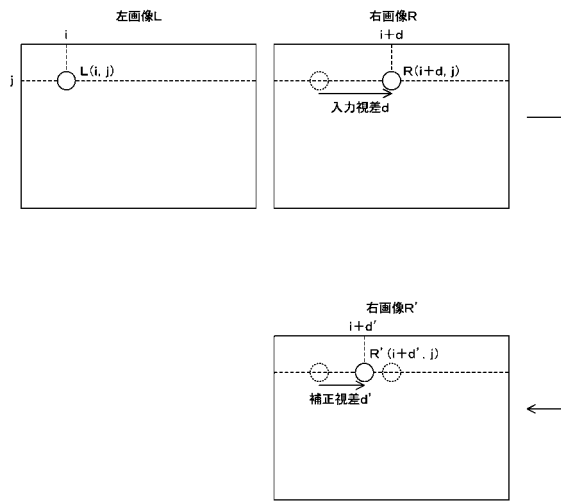 左画像L
右画像R
i
i+d
j
L(i, j)
R(i+d, j)
入力視差d
右画像R'
i+d'
R'(i+d', j)
補正視差d'